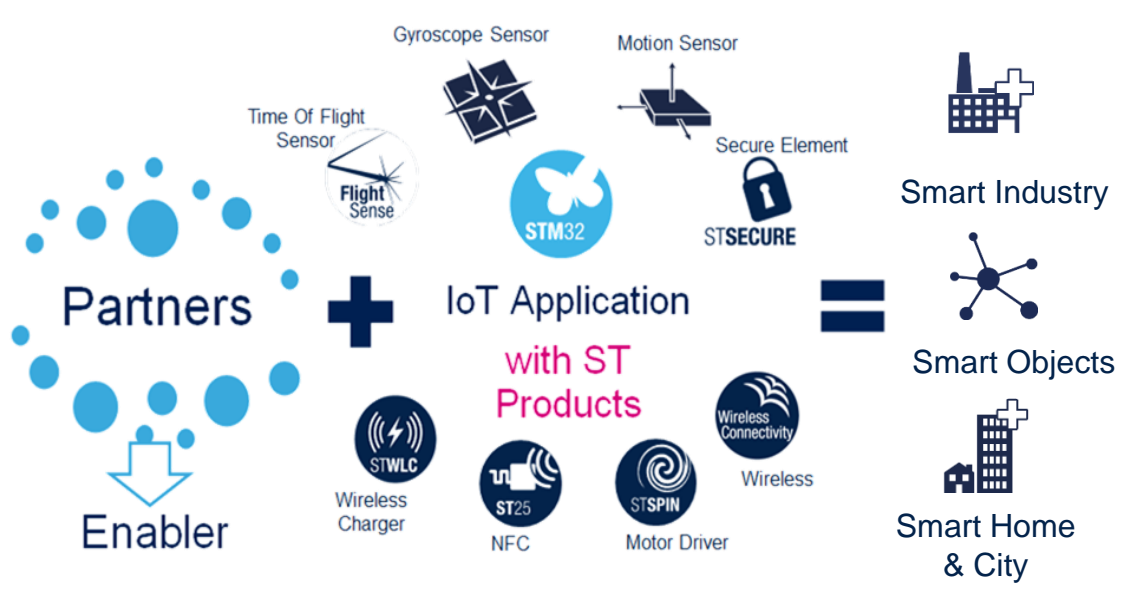 Partners
Enabler
Gyroscope Sensor
Motion Sensor
Time Of Flight
Sensor
Flight
Sense
STM32
Secure Element
STSECURE
IoT Application
with ST
Products
STWLC
Wireless
Charger
ST25
NFC
STSPIN
Motor Driver
Wireless
Connectivity
Wireless
Smart Industry
Smart Objects
Smart Home
& City